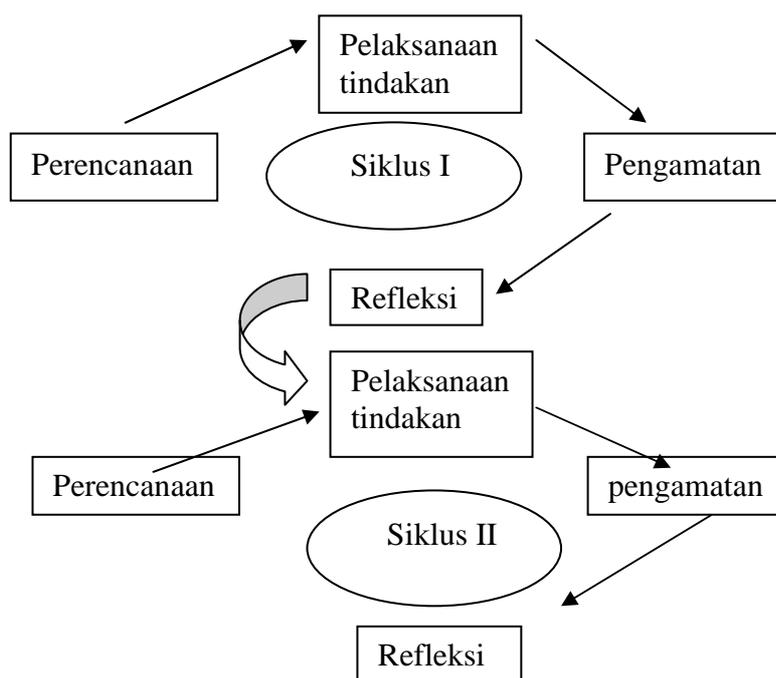 Pelaksanaan
tindakan
Perencanaan
Siklus I
Pengamatan
Refleksi
Pelaksanaan
tindakan
Perencanaan
pengamatan
Siklus II
Refleksi